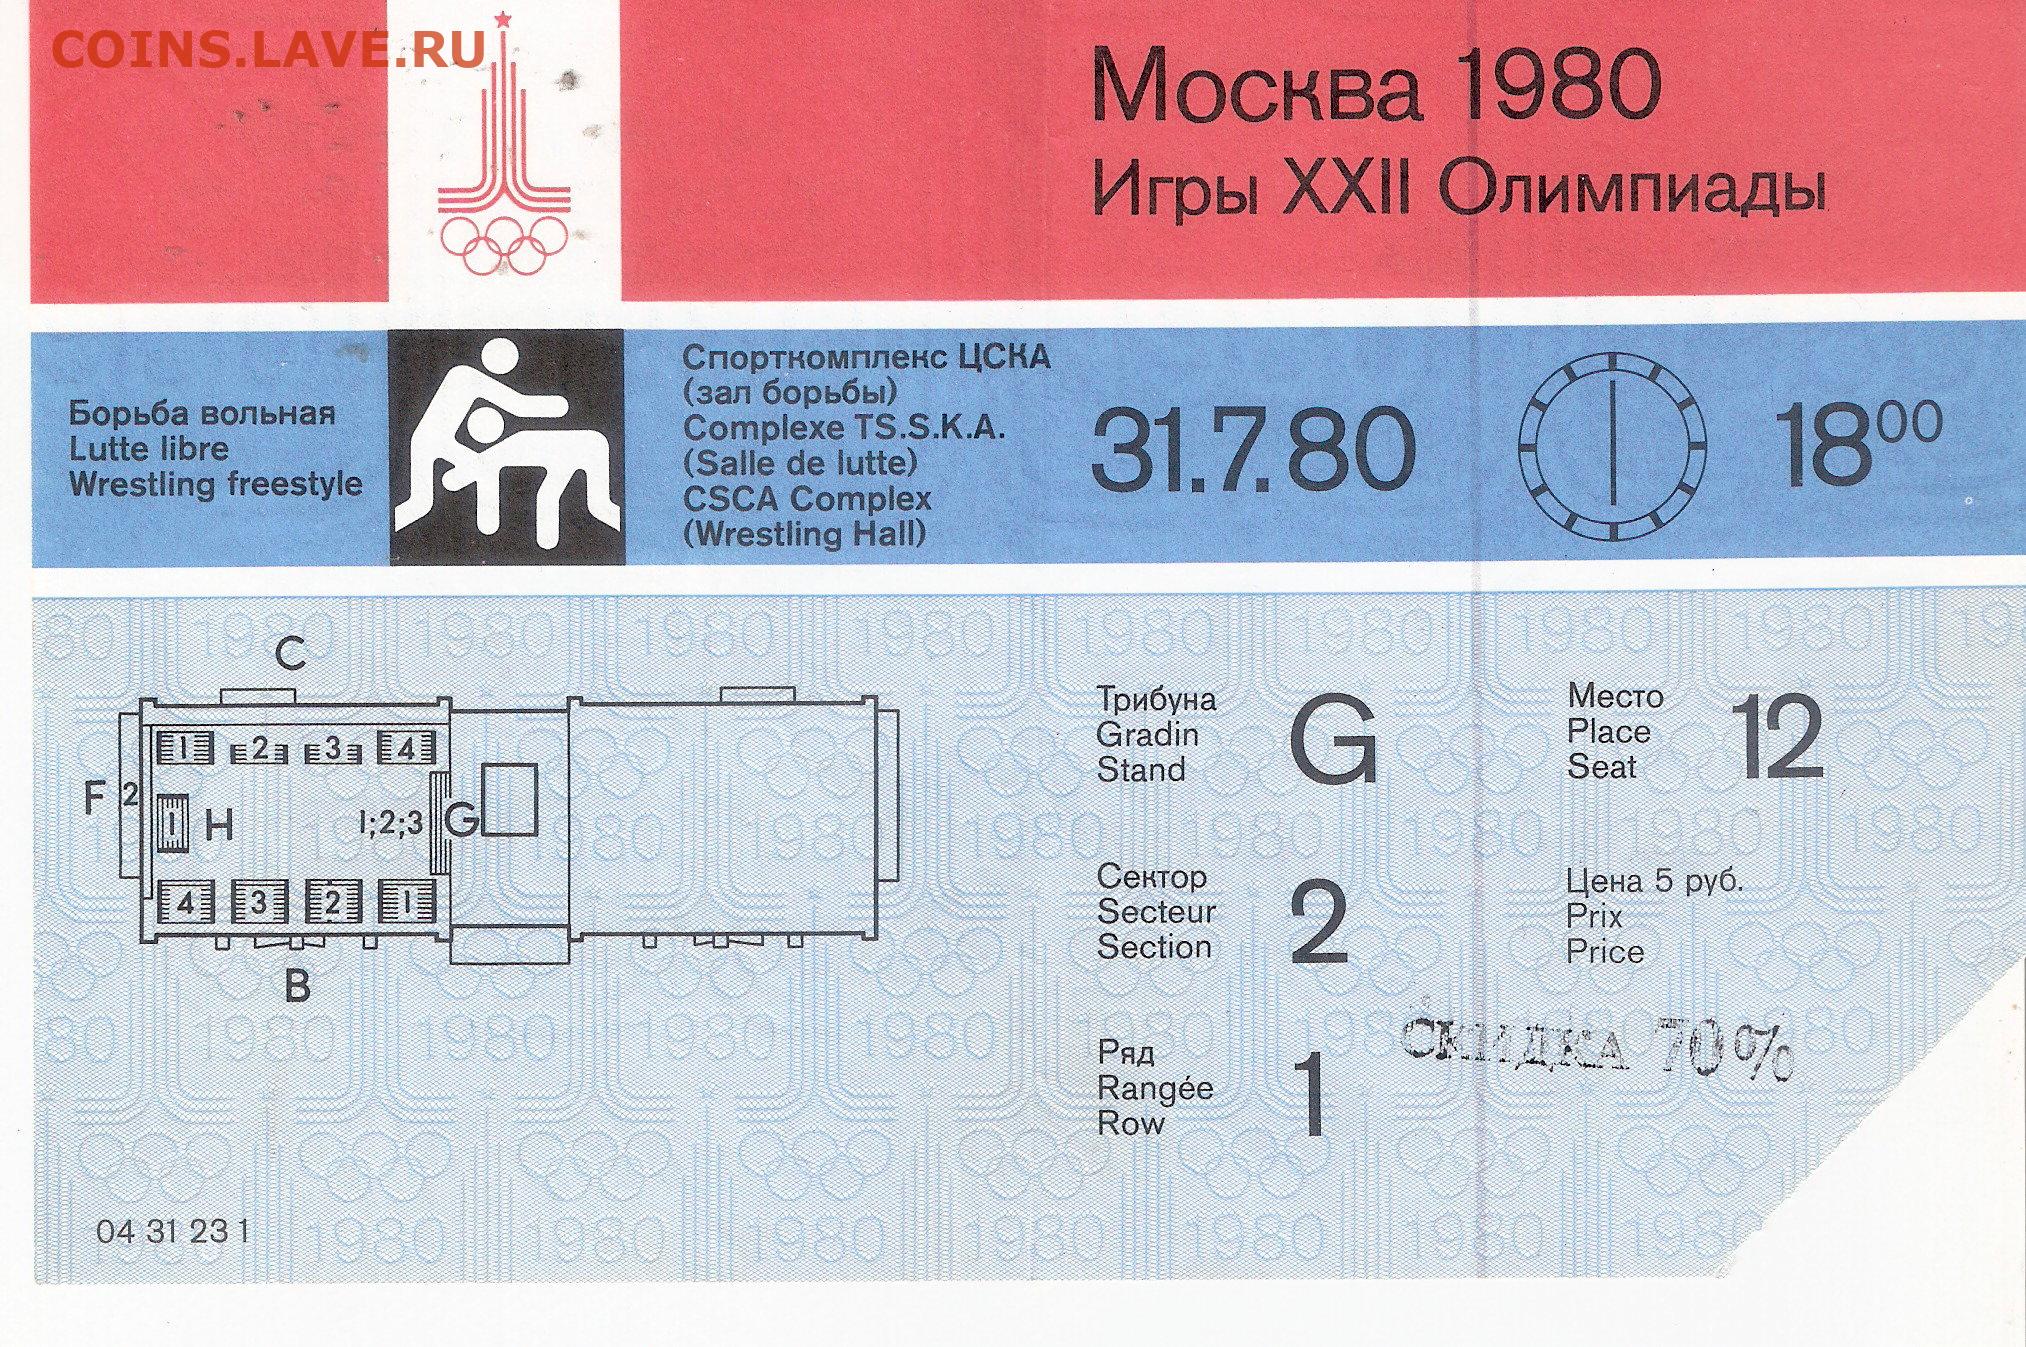 COINS.LAVE.RU
Москва 1980
Игры XXII Олимпиады
Борьба вольная
Lutte libre
Wrestling freestyle
Спорткомплекс ЦСКА
(зал борьбы)
Complexe TS.S.K.A.
(Salle de lutte)
CSCA Complex
(Wrestling Hall)
31.7.80
18⁰⁰
C
1 2 3 4
F 2
1 H 1;2;3 G
4 3 2 1
B
Трибуна
Gradin
Stand
G
Место
Place
Seat
12
Сектор
Secteur
Section
2
Цена 5 руб.
Prix
Price
Ряд
Rangée
Row
1
СКИДКА 70%
04 31 23 1